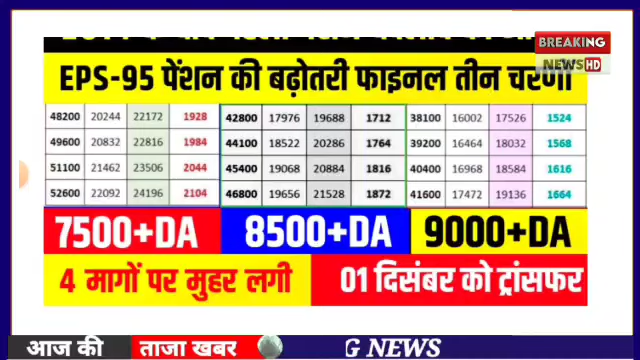 BREAKING
NEWS HD
EPS-95 पेंशन की बढ़ोतरी फाइनल तीन चरणों
48200 20244 22172 1928 42800 17976 19688 1712 38100 16002 17526 1524
49600 20832 22816 1984 44100 18522 20286 1764 39200 16464 18032 1568
51100 21462 23506 2044 45400 19068 20884 1816 40400 16968 18584 1616
52600 22092 24196 2104 46800 19656 21528 1872 41600 17472 19136 1664
7500+DA 8500+DA 9000+DA
4 मागों पर मुहर लगी 01 दिसंबर को ट्रांसफर
आज की ताजा खबर G NEWS